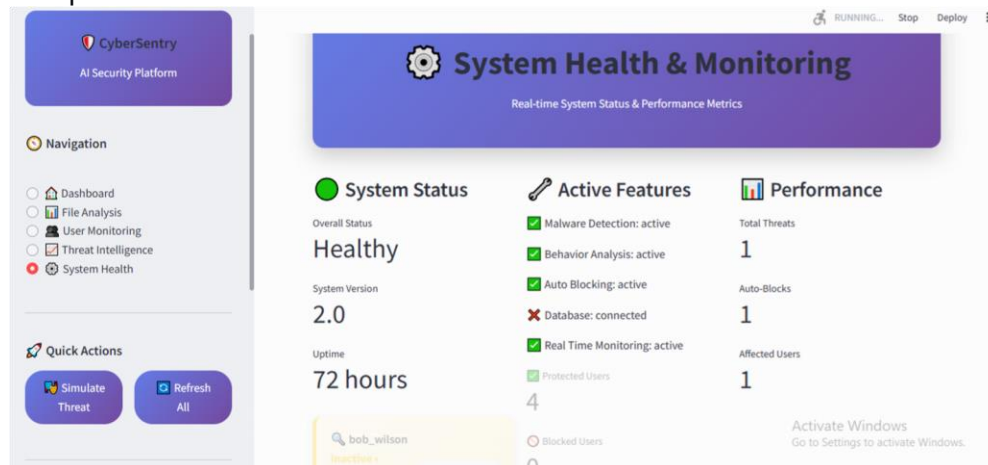 RUNNING... Stop Deploy
CyberSentry
AI Security Platform
Navigation
Dashboard
File Analysis
User Monitoring
Threat Intelligence
System Health
Quick Actions
Simulate Threat
Refresh All
System Health & Monitoring
Real-time System Status & Performance Metrics
System Status
Overall Status
Healthy
System Version
2.0
Uptime
72 hours
bob_wilson
Inactive
Active Features
Malware Detection: active
Behavior Analysis: active
Auto Blocking: active
Database: connected
Real Time Monitoring: active
Protected Users
4
Blocked Users
Performance
Total Threats
1
Auto-Blocks
1
Affected Users
1
Activate Windows
Go to Settings to activate Windows.